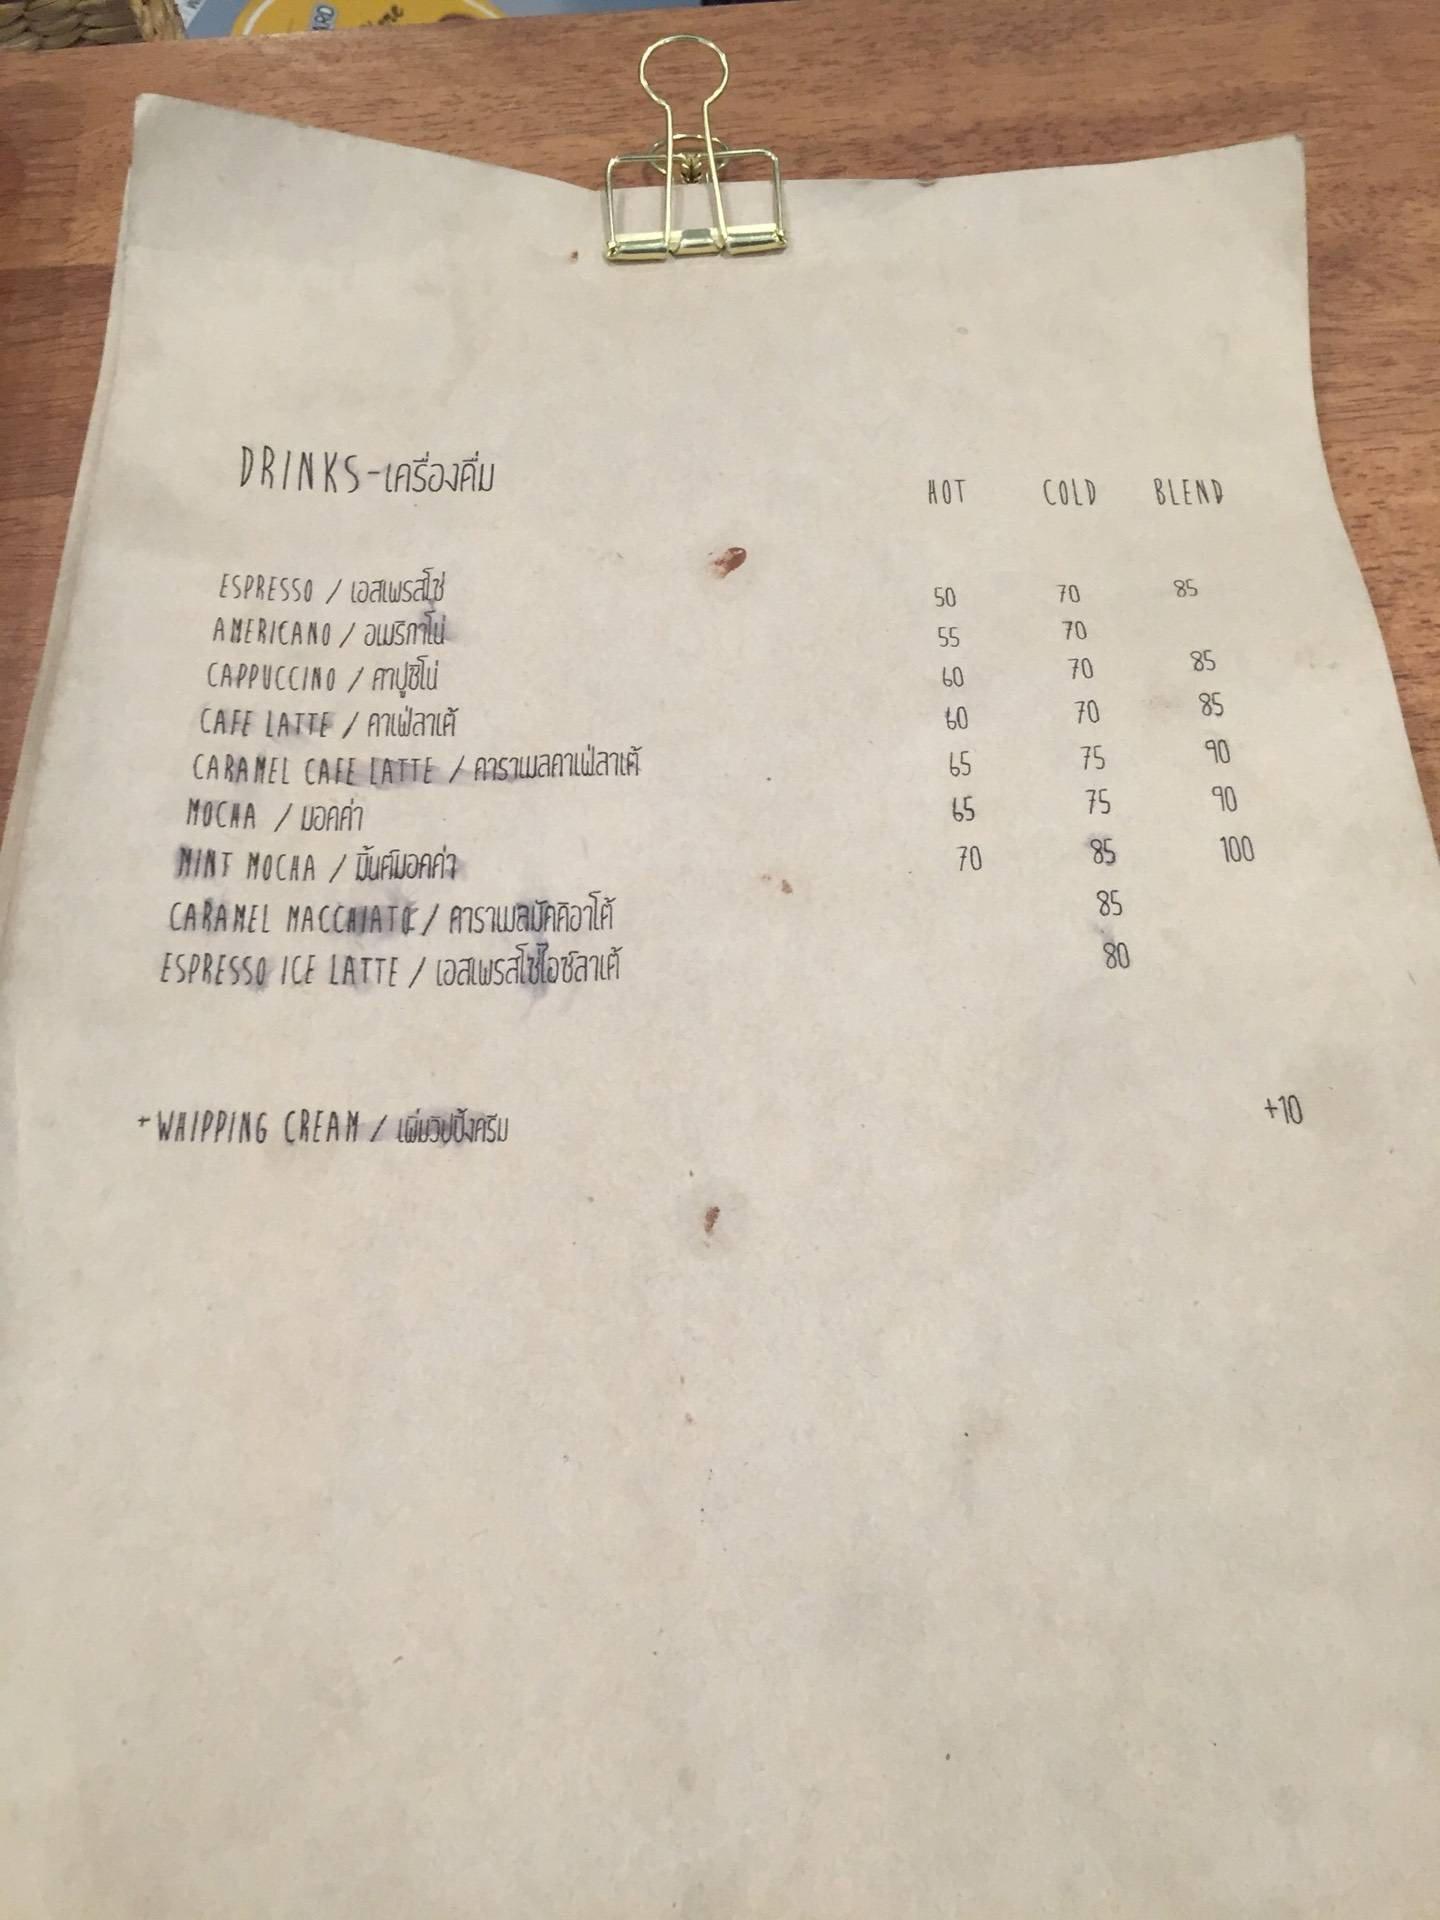 DRINKS-เครื่องดื่ม HOT COLD BLEND
ESPRESSO / เอสเพรสโซ่ 50 70 85
AMERICANO / อเมริกาโน่ 55 70
CAPPUCCINO / คาปูชิโน่ 60 70 85
CAFE LATTE / คาเฟ่ลาเต้ 60 70 85
CARAMEL CAFE LATTE / คาราเมลคาเฟ่ลาเต้ 65 75 90
MOCHA / มอคค่า 65 75 90
MINT MOCHA / มิ้นต์มอคค่า 70 85 100
CARAMEL MACCHIATO / คาราเมลมัคคิอาโต้ 85
ESPRESSO ICE LATTE / เอสเพรสโซ่ไอซ์ลาเต้ 80
+WHIPPING CREAM / เพิ่มวิปปิ้งครีม +10